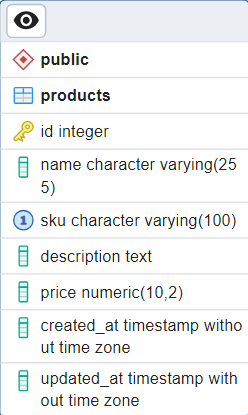 public
products
id integer
name character varying(25
5)
1 sku character varying(100)
description text
price numeric(10,2)
created_at timestamp witho
ut time zone
updated_at timestamp with
out time zone